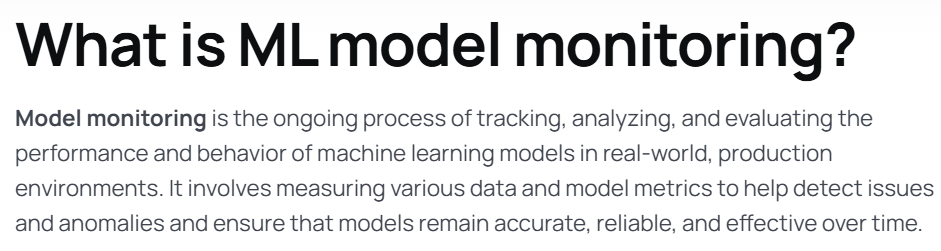 What is ML model monitoring?
Model monitoring is the ongoing process of tracking, analyzing, and evaluating the
performance and behavior of machine learning models in real-world, production
environments. It involves measuring various data and model metrics to help detect issues
and anomalies and ensure that models remain accurate, reliable, and effective over time.